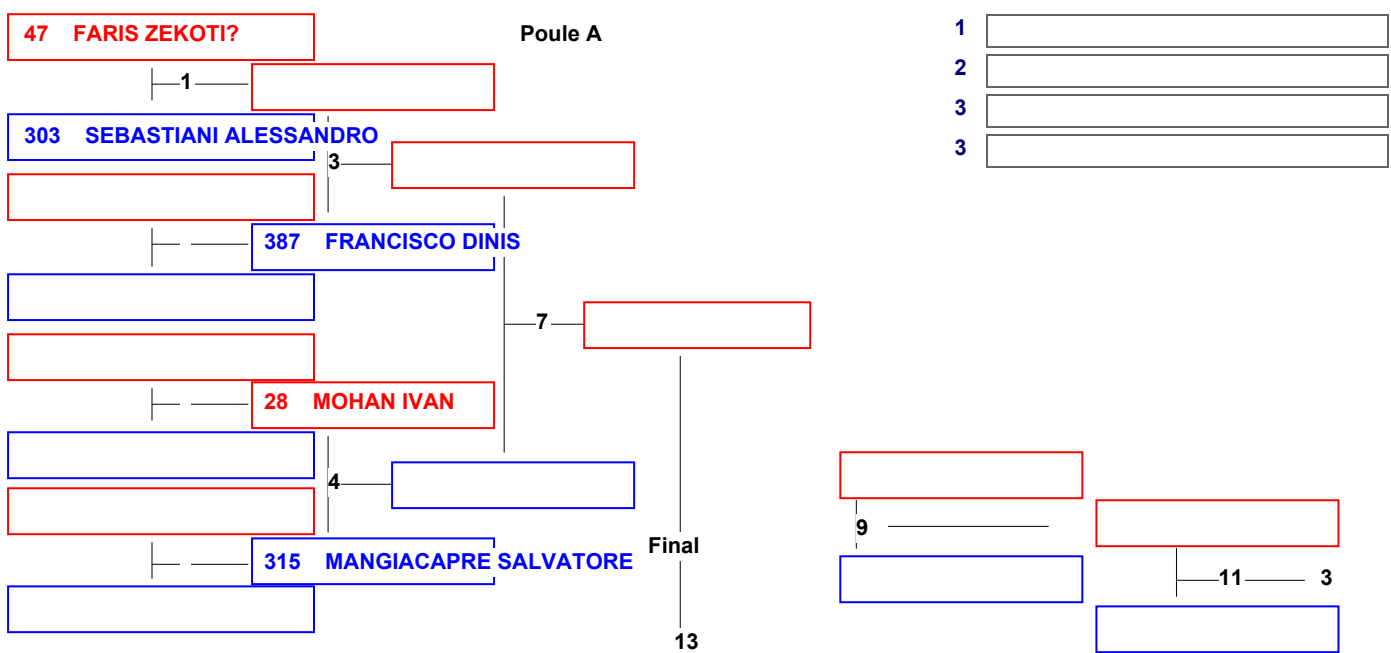 47 FARIS ZEKOTI?
Poule A
1
1
2
303 SEBASTIANI ALESSANDRO
3
3
3
387 FRANCISCO DINIS
7
28 MOHAN IVAN
4
9
Final
315 MANGIACAPRE SALVATORE
11
3
13